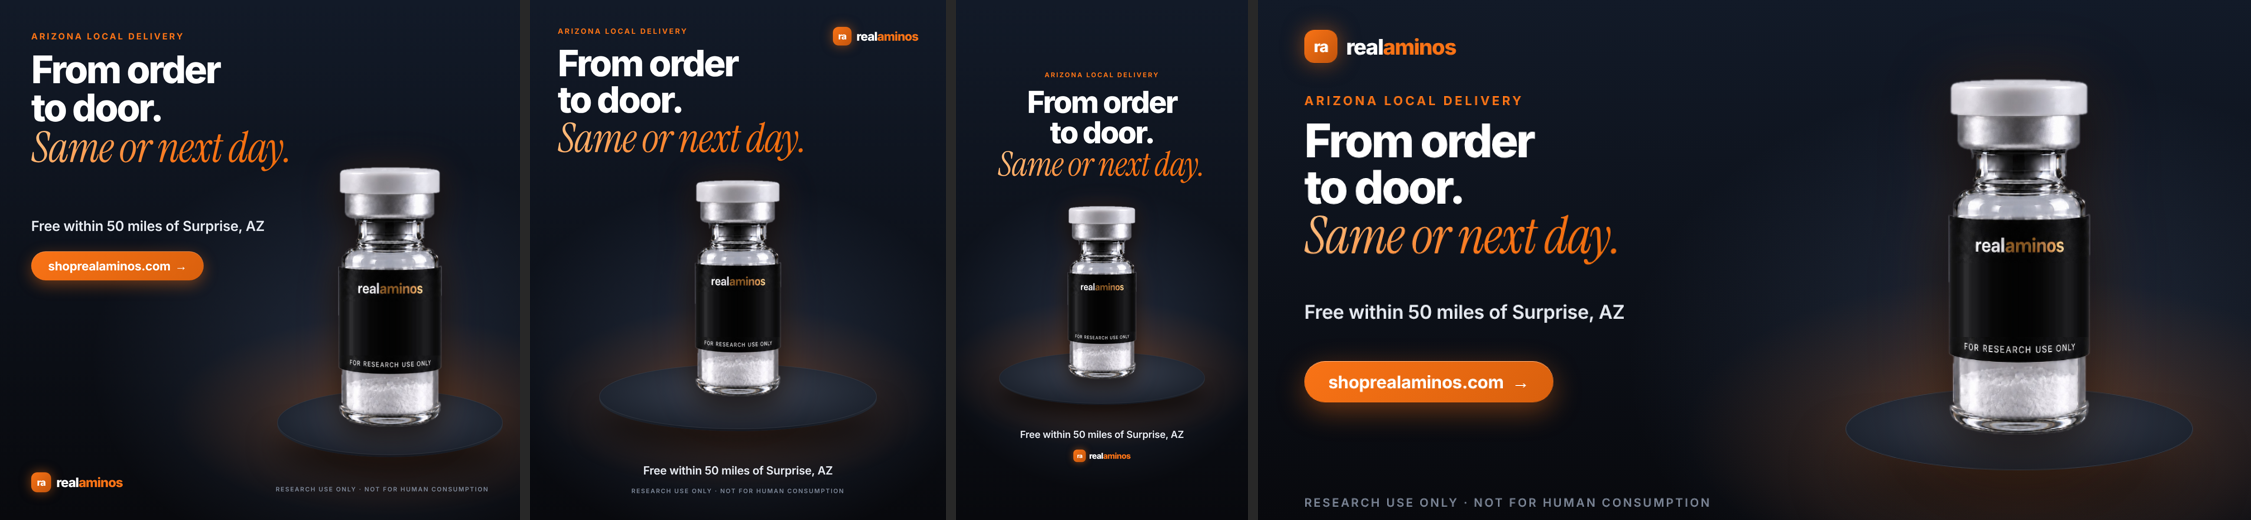 ARIZONA LOCAL DELIVERY
From order
to door.
Same or next day.
Free within 50 miles of Surprise, AZ
shoprealaminos.com →
realaminos
FOR RESEARCH USE ONLY
ra realaminos
RESEARCH USE ONLY · NOT FOR HUMAN CONSUMPTION
ARIZONA LOCAL DELIVERY
ra realaminos
From order
to door.
Same or next day.
realaminos
FOR RESEARCH USE ONLY
Free within 50 miles of Surprise, AZ
RESEARCH USE ONLY · NOT FOR HUMAN CONSUMPTION
ARIZONA LOCAL DELIVERY
From order
to door.
Same or next day.
realaminos
FOR RESEARCH USE ONLY
Free within 50 miles of Surprise, AZ
ra realaminos
ra realaminos
ARIZONA LOCAL DELIVERY
From order
to door.
Same or next day.
Free within 50 miles of Surprise, AZ
shoprealaminos.com →
realaminos
FOR RESEARCH USE ONLY
RESEARCH USE ONLY · NOT FOR HUMAN CONSUMPTION